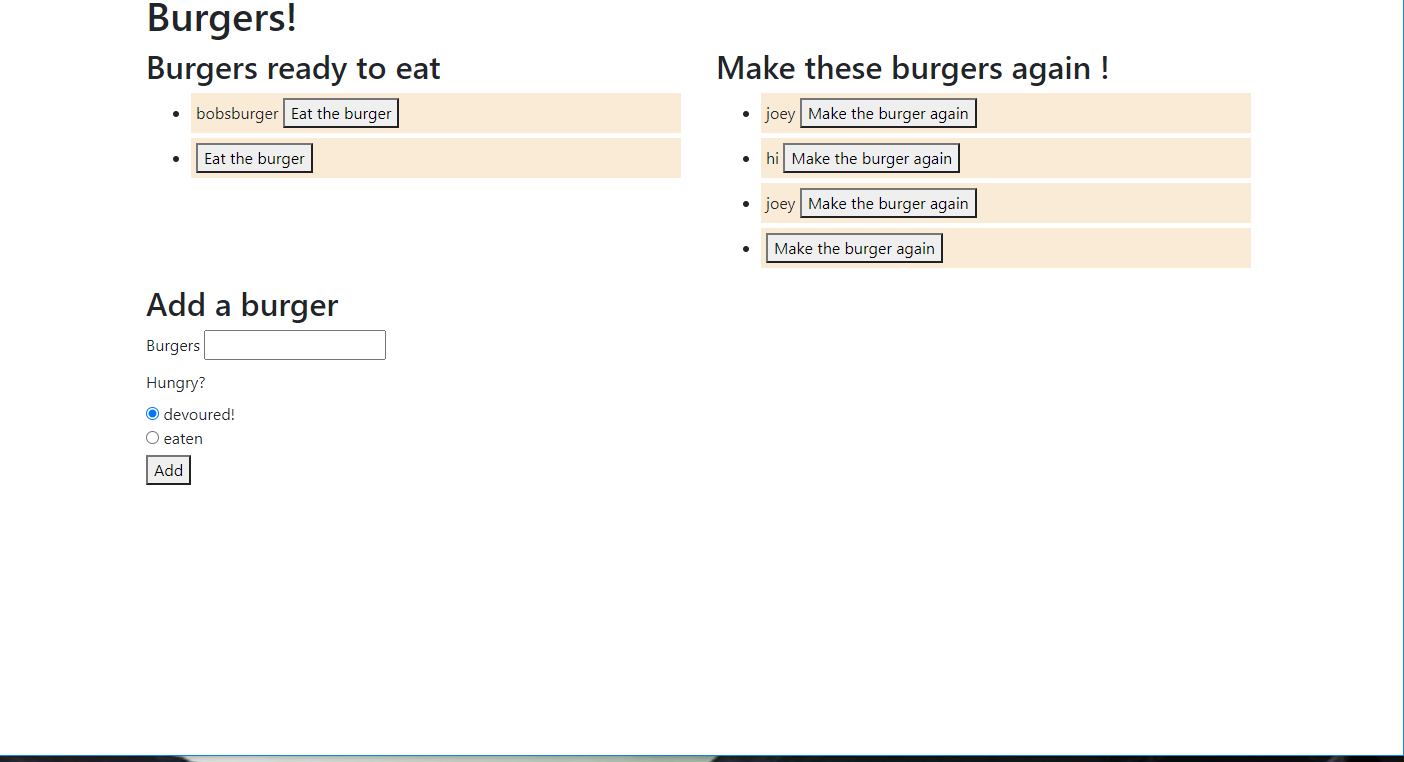 Burgers!
Burgers ready to eat
bobsburger Eat the burger
Eat the burger
Make these burgers again !
joey Make the burger again
hi Make the burger again
joey Make the burger again
Make the burger again
Add a burger
Burgers
Hungry?
devoured!
eaten
Add